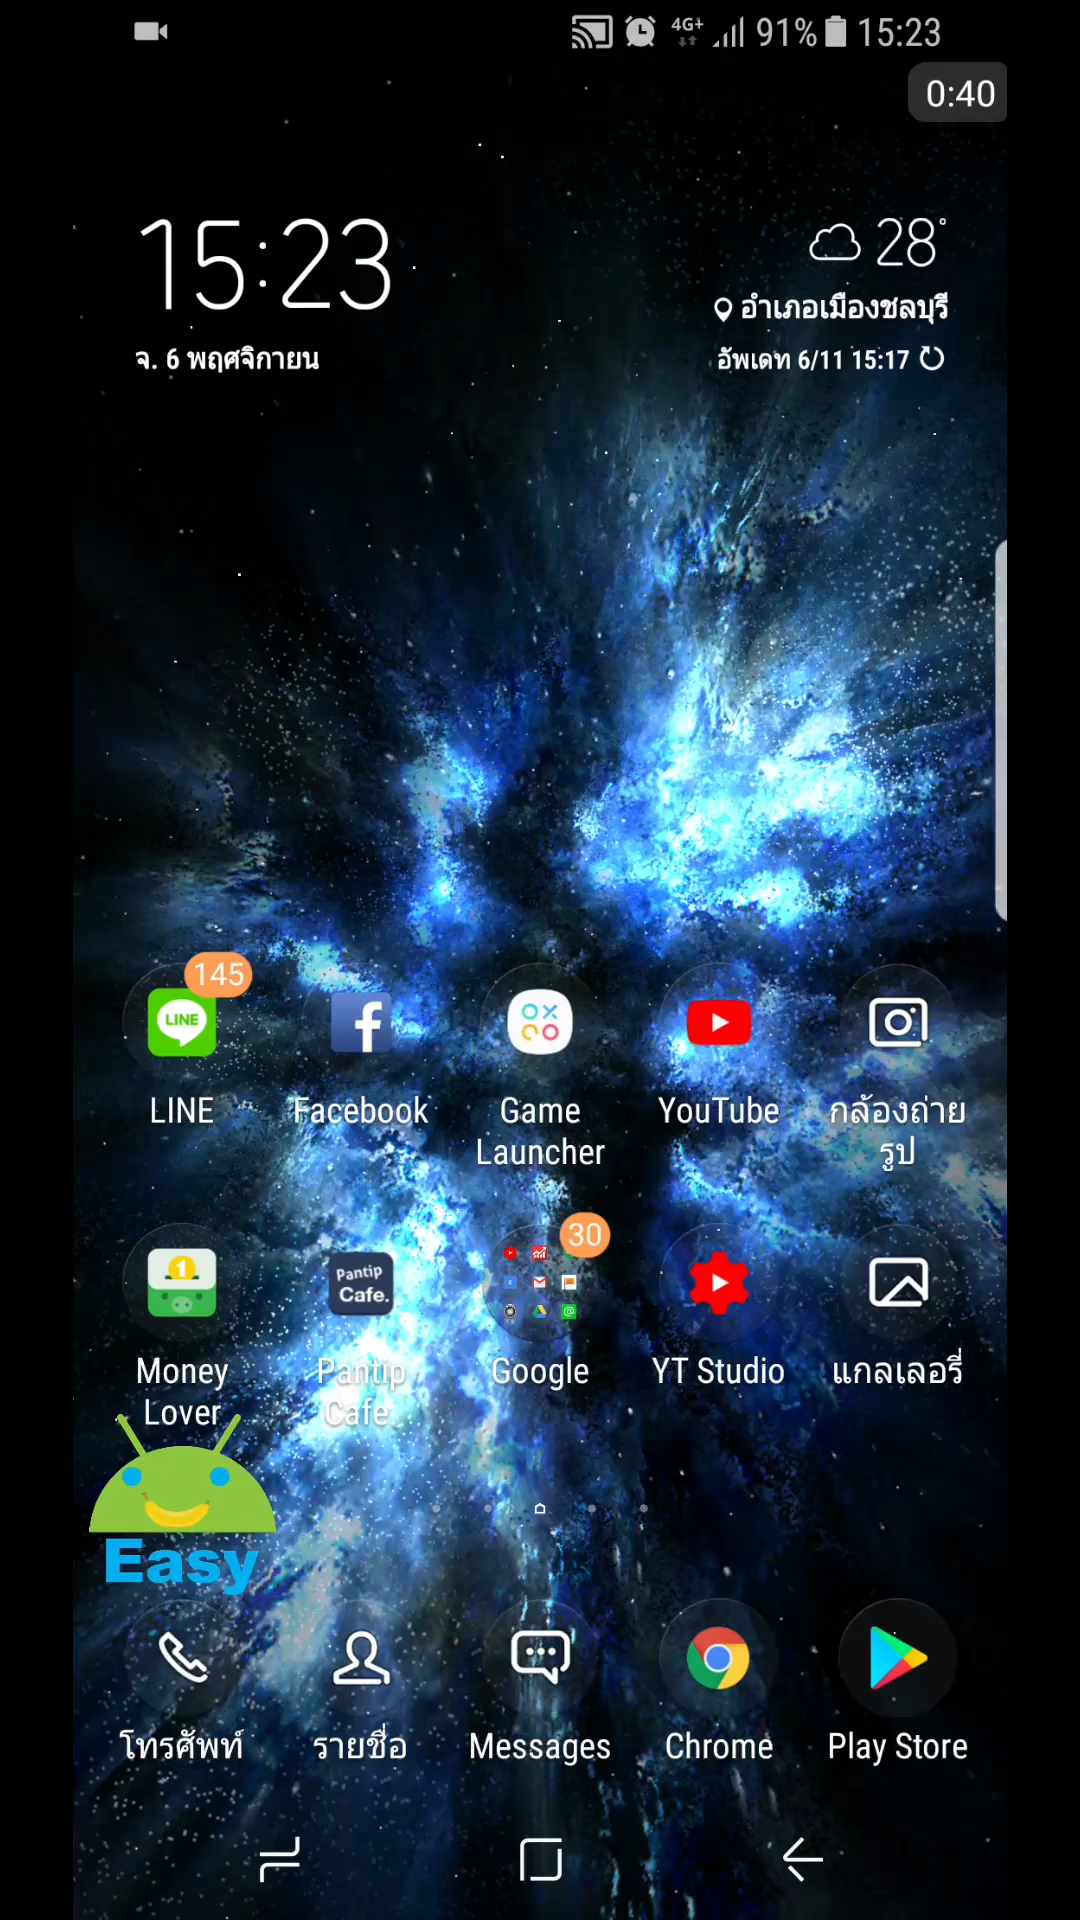 4G+ 91% 15:23
0:40
15:23
28°
อำเภอเมืองชลบุรี
จ. 6 พฤศจิกายน
อัพเดท 6/11 15:17
145
LINE
LINE
Facebook
Game
Launcher
YouTube
กล้องถ่าย
รูป
30
1
Pantip
Cafe.
Money
Lover
Pantip
Cafe
Google
YT Studio
แกลเลอรี่
Easy
โทรศัพท์
รายชื่อ
Messages
Chrome
Play Store